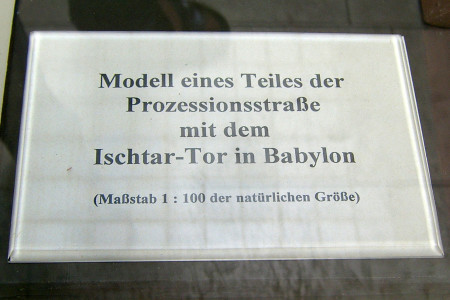 Modell eines Teiles der
Prozessionsstraße
mit dem
Ischtar-Tor in Babylon
(Maßstab 1 : 100 der natürlichen Größe)